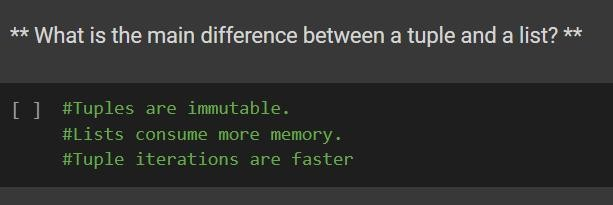 ** What is the main difference between a tuple and a list? **
[ ] #Tuples are immutable.
#Lists consume more memory.
#Tuple iterations are faster